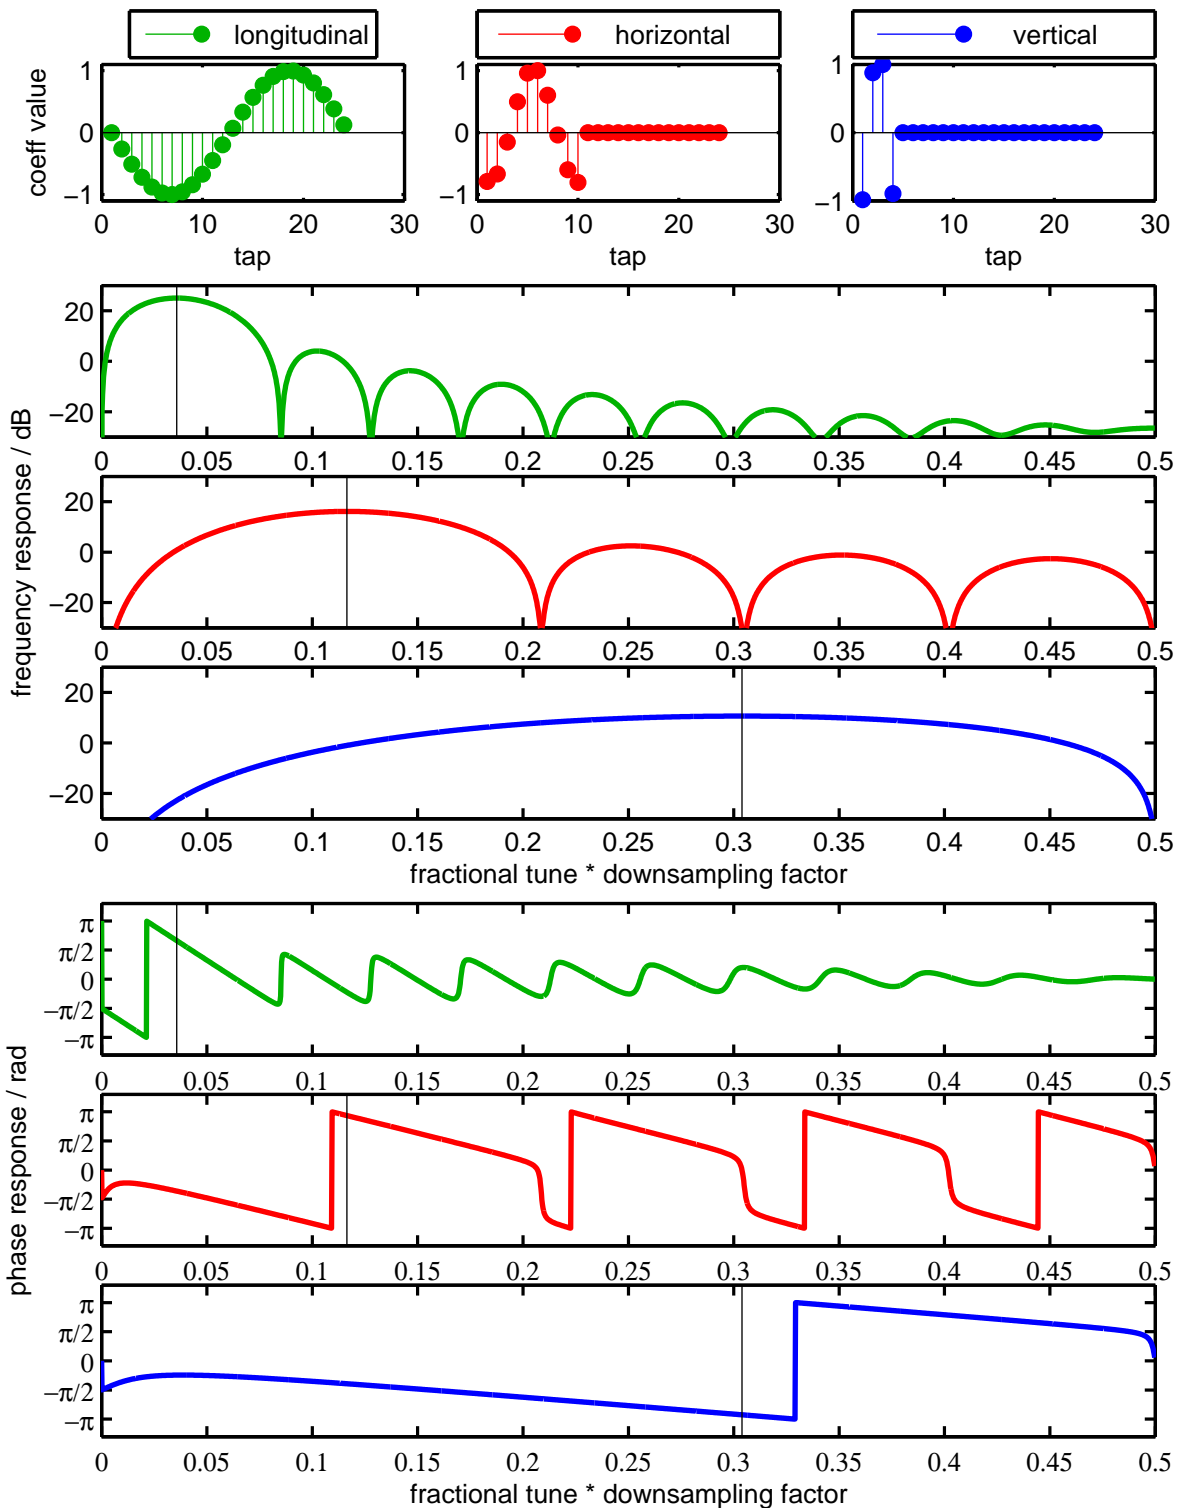 longitudinal horizontal vertical
coeff value
1
0
−1
0 10 20 30
tap
1
0
−1
0 10 20 30
tap
1
0
−1
0 10 20 30
tap
frequency response / dB
20
0
−20
0 0.05 0.1 0.15 0.2 0.25 0.3 0.35 0.4 0.45 0.5
20
0
−20
0 0.05 0.1 0.15 0.2 0.25 0.3 0.35 0.4 0.45 0.5
20
0
−20
0 0.05 0.1 0.15 0.2 0.25 0.3 0.35 0.4 0.45 0.5
fractional tune * downsampling factor
phase response / rad
π
π/2
0
−π/2
−π
0 0.05 0.1 0.15 0.2 0.25 0.3 0.35 0.4 0.45 0.5
π
π/2
0
−π/2
−π
0 0.05 0.1 0.15 0.2 0.25 0.3 0.35 0.4 0.45 0.5
π
π/2
0
−π/2
−π
0 0.05 0.1 0.15 0.2 0.25 0.3 0.35 0.4 0.45 0.5
fractional tune * downsampling factor